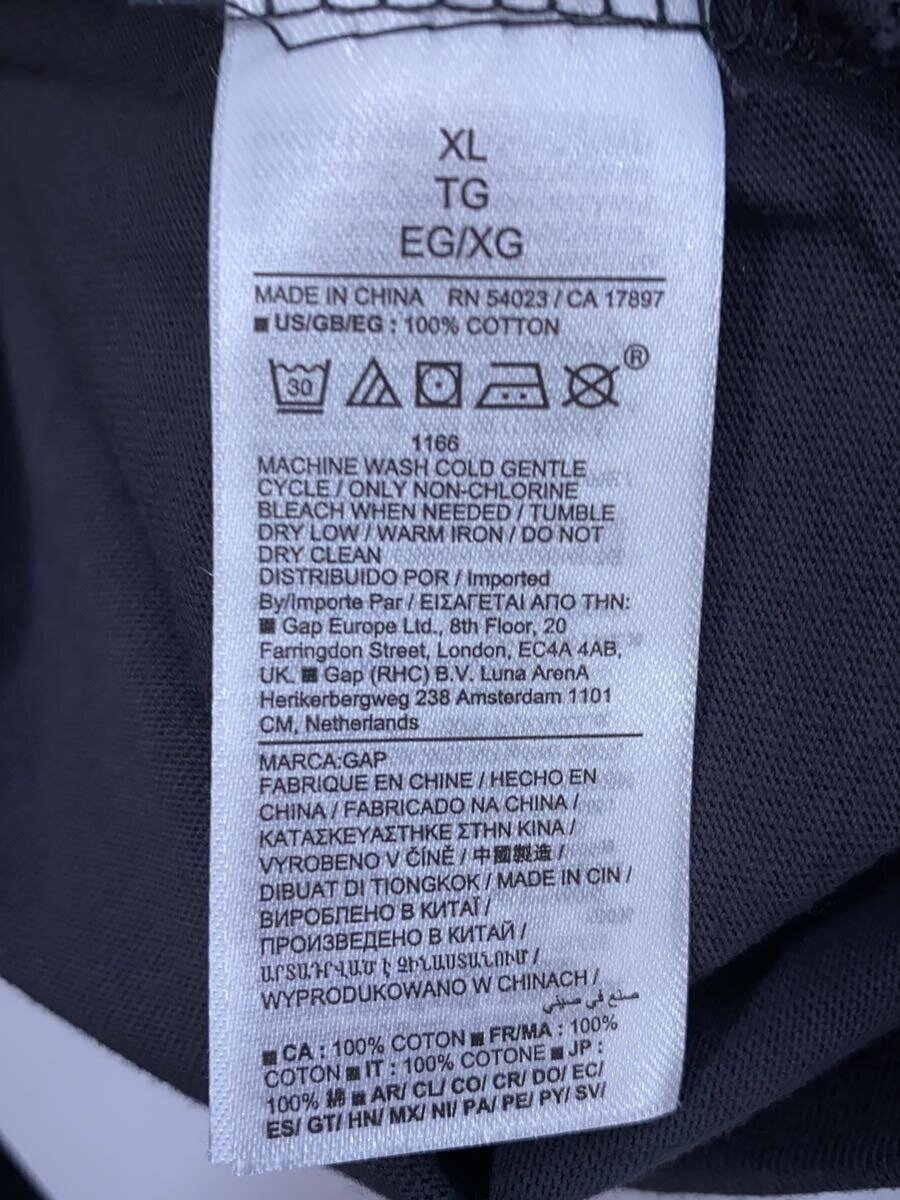 XL
TG
EG/XG
MADE IN CHINA RN 54023 / CA 17897
■ US/GB/EG : 100% COTTON
30
®
1166
MACHINE WASH COLD GENTLE
CYCLE / ONLY NON-CHLORINE
BLEACH WHEN NEEDED / TUMBLE
DRY LOW / WARM IRON / DO NOT
DRY CLEAN
DISTRIBUIDO POR / Imported
By/Importe Par / ΕΙΣΑΓΕΤΑΙ ΑΠΟ ΤΗΝ:
■ Gap Europe Ltd., 8th Floor, 20
Farringdon Street, London, EC4A 4AB,
UK. ■ Gap (RHC) B.V. Luna ArenA
Herikerbergweg 238 Amsterdam 1101
CM, Netherlands
MARCA:GAP
FABRIQUE EN CHINE / HECHO EN
CHINA / FABRICADO NA CHINA /
ΚΑΤΑΣΚΕΥΑΣΤΗΚΕ ΣΤΗΝ ΚΙΝΑ /
VYROBENO V ČÍNĚ / 中國製造 /
DIBUAT DI TIONGKOK / MADE IN CIN /
ВИРОБЛЕНО В КИТАЇ /
ПРОИЗВЕДЕНО В КИТАЙ /
ԱՐՏԱԴՐՎԱԾ Է ՉԻՆԱՍՏԱՆՈՒՄ /
WYPRODUKOWANO W CHINACH /
صنع في صيني
■ CA : 100% COTON ■ FR/MA : 100%
COTON ■ IT : 100% COTONE ■ JP :
100% 綿 ■ AR/ CL/ CO/ CR/ DO/ EC/
ES/ GT/ HN/ MX/ NI/ PA/ PE/ PY/ SV/